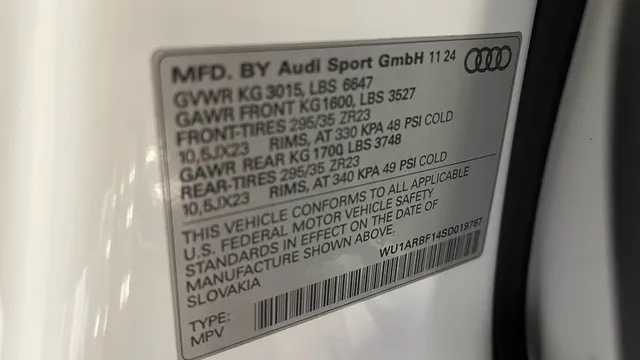 MFD. BY Audi Sport GmbH 11 24
GVWR KG 3015, LBS 6647
GAWR FRONT KG1600, LBS 3527
FRONT-TIRES 295/35 ZR23
10,5JX23 RIMS, AT 330 KPA 48 PSI COLD
GAWR REAR KG 1700, LBS 3748
REAR-TIRES 295/35 ZR23
10,5JX23 RIMS, AT 340 KPA 49 PSI COLD
THIS VEHICLE CONFORMS TO ALL APPLICABLE
U.S. FEDERAL MOTOR VEHICLE SAFETY
STANDARDS IN EFFECT ON THE DATE OF
MANUFACTURE SHOWN ABOVE.
SLOVAKIA
WU1ARBF14SD019767
TYPE:
MPV